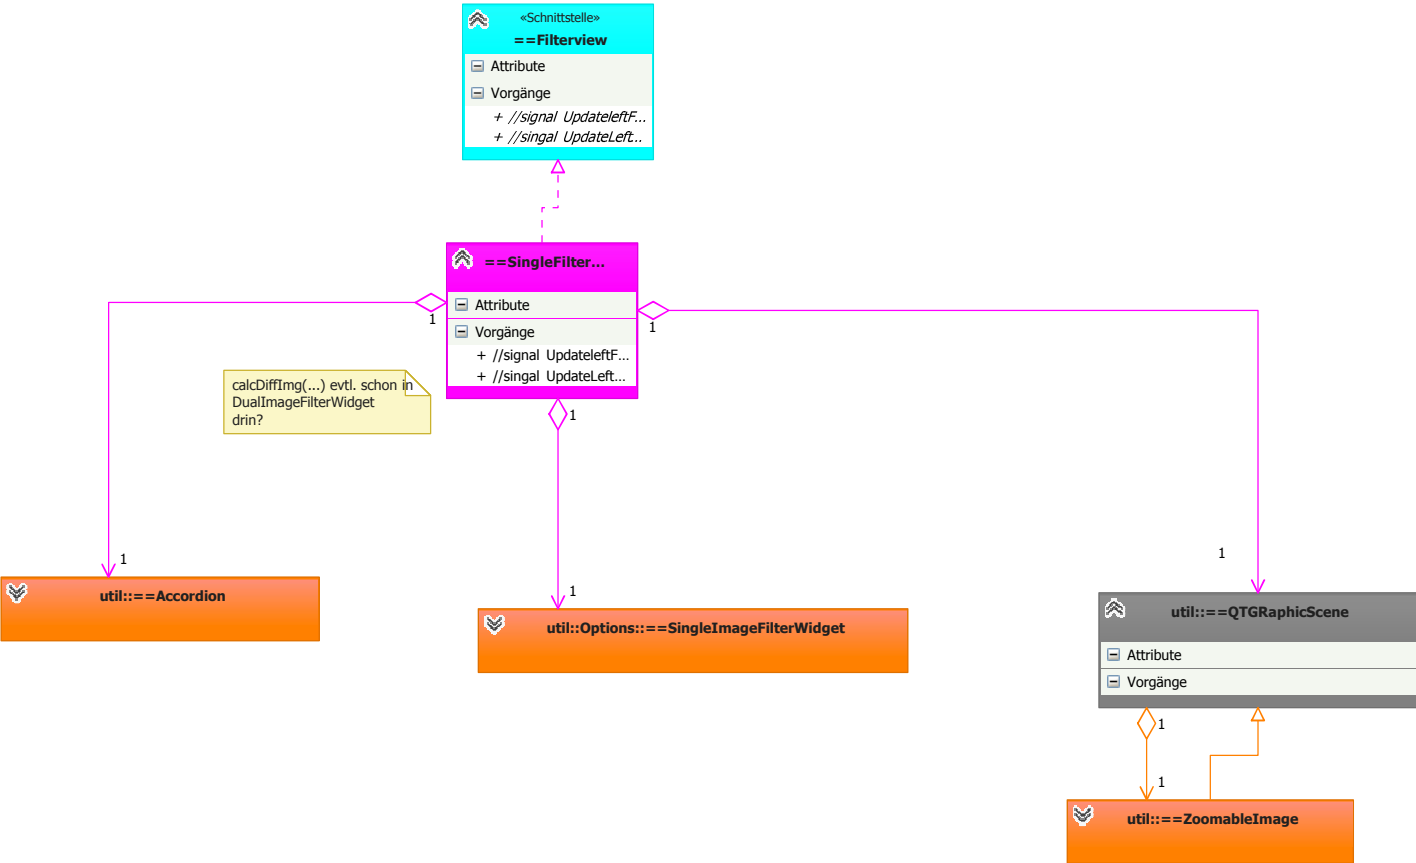 «Schnittstelle»
==Filterview
Attribute
Vorgänge
+ //signal UpdateleftF...
+ //singal UpdateLeft...
==SingleFilter...
Attribute
Vorgänge
+ //signal UpdateleftF...
+ //singal UpdateLeft...
1
1
1
calcDiffImg(...) evtl. schon in
DualImageFilterWidget
drin?
1
1
1
util::==Accordion
util::Options::==SingleImageFilterWidget
util::==QTGRaphicScene
Attribute
Vorgänge
1
1
util::==ZoomableImage